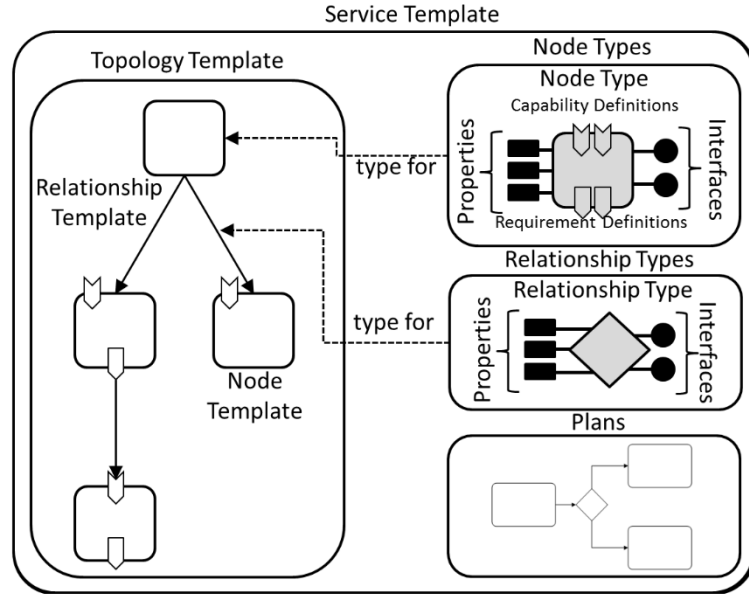 Service Template
Topology Template
Relationship
Template
Node
Template
type for
type for
Node Types
Node Type
Capability Definitions
Properties
Interfaces
Requirement Definitions
Relationship Types
Relationship Type
Properties
Interfaces
Plans